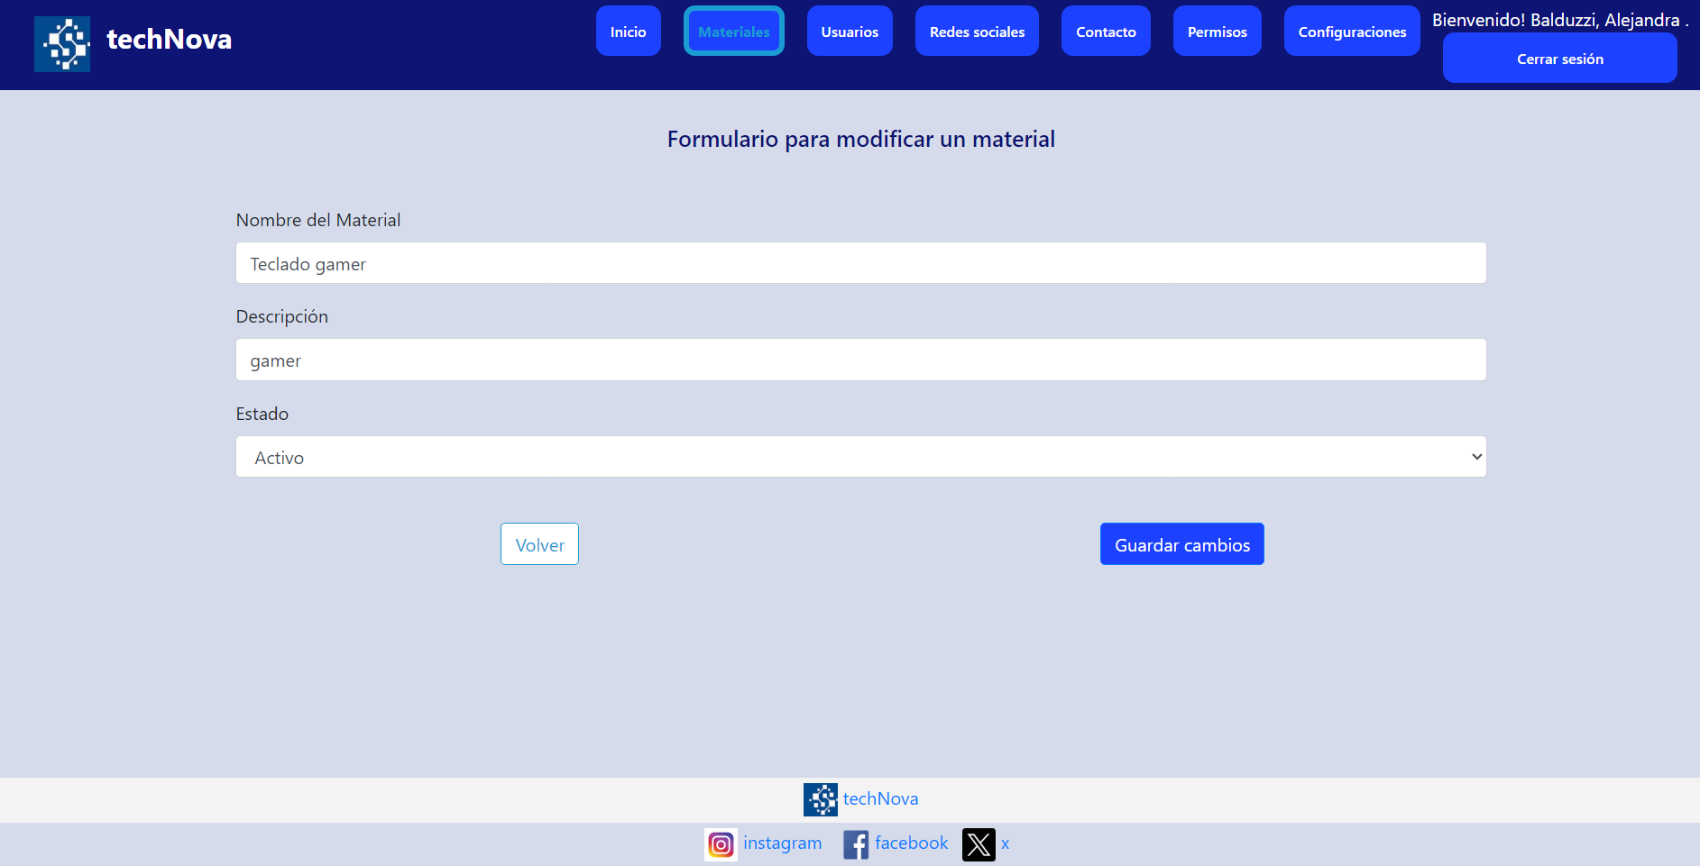 techNova
Inicio
Materiales
Usuarios
Redes sociales
Contacto
Permisos
Configuraciones
Bienvenido! Balduzzi, Alejandra .
Cerrar sesión
Formulario para modificar un material
Nombre del Material
Teclado gamer
Descripción
gamer
Estado
Activo
Volver
Guardar cambios
techNova
instagram
facebook
x